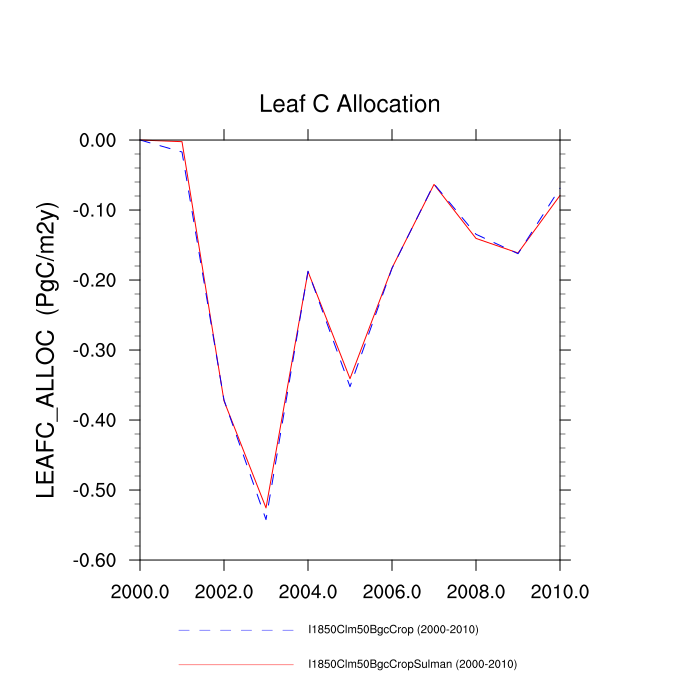 Leaf C Allocation
LEAFC_ALLOC (PgC/m2y)
0.00
-0.10
-0.20
-0.30
-0.40
-0.50
-0.60
2000.0 2002.0 2004.0 2006.0 2008.0 2010.0
I1850Clm50BgcCrop (2000-2010)
I1850Clm50BgcCropSulman (2000-2010)